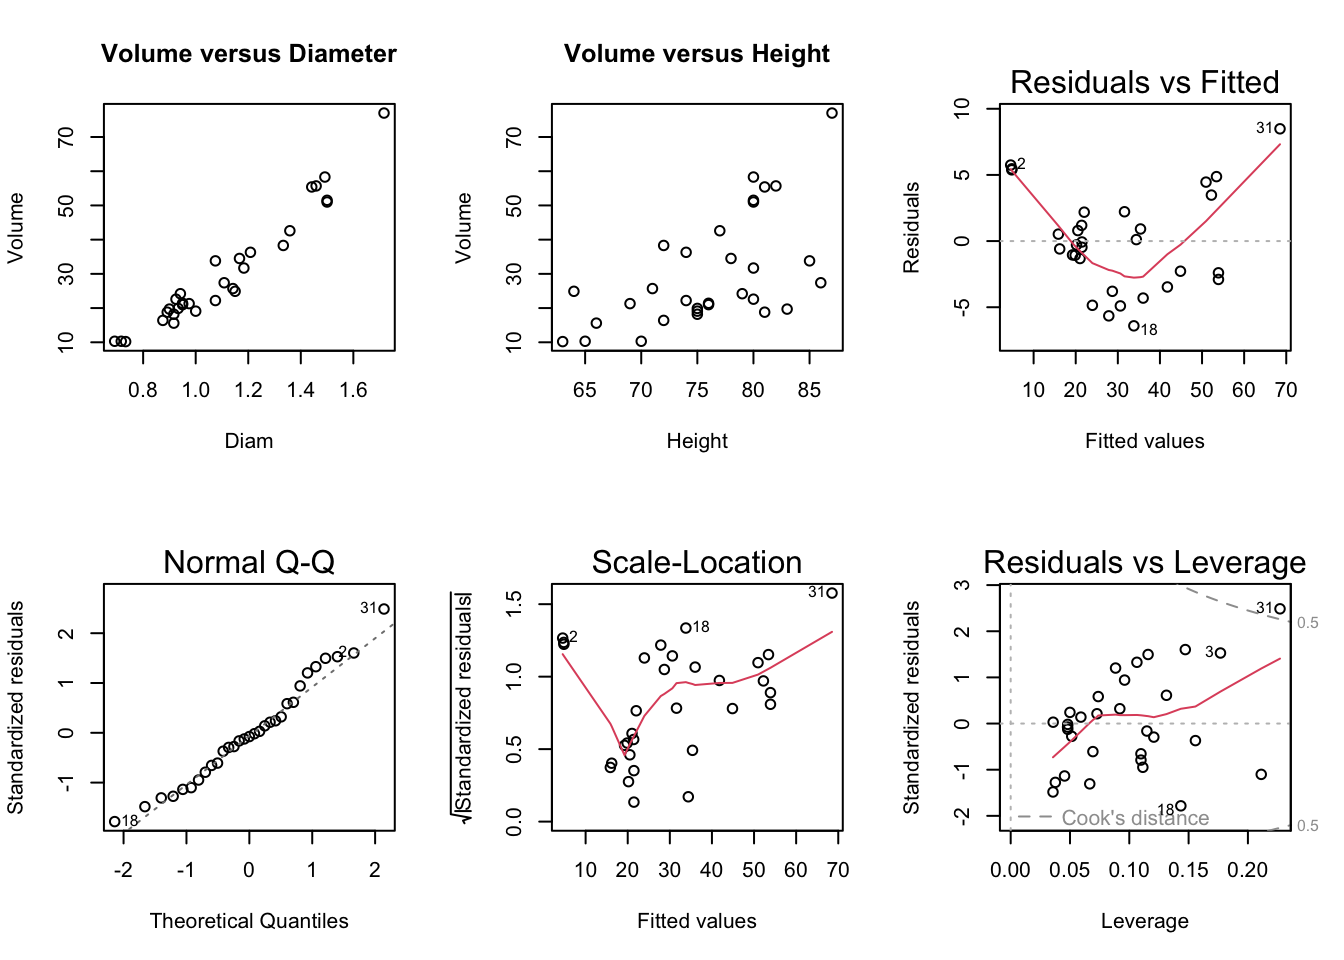 Volume versus Diameter
Volume
10 30 50 70
0.8 1.0 1.2 1.4 1.6
Diam
Volume versus Height
Volume
10 30 50 70
65 70 75 80 85
Height
Residuals vs Fitted
Residuals
-5 0 5 10
31
2
18
10 20 30 40 50 60 70
Fitted values
Normal Q-Q
Standardized residuals
-1 0 1 2
31
2
18
-2 -1 0 1 2
Theoretical Quantiles
Scale-Location
√|Standardized residuals|
0.0 0.5 1.0 1.5
31
18
2
10 20 30 40 50 60 70
Fitted values
Residuals vs Leverage
Standardized residuals
-2 -1 0 1 2 3
31
0.5
3
18
Cook's distance
0.5
0.00 0.05 0.10 0.15 0.20
Leverage